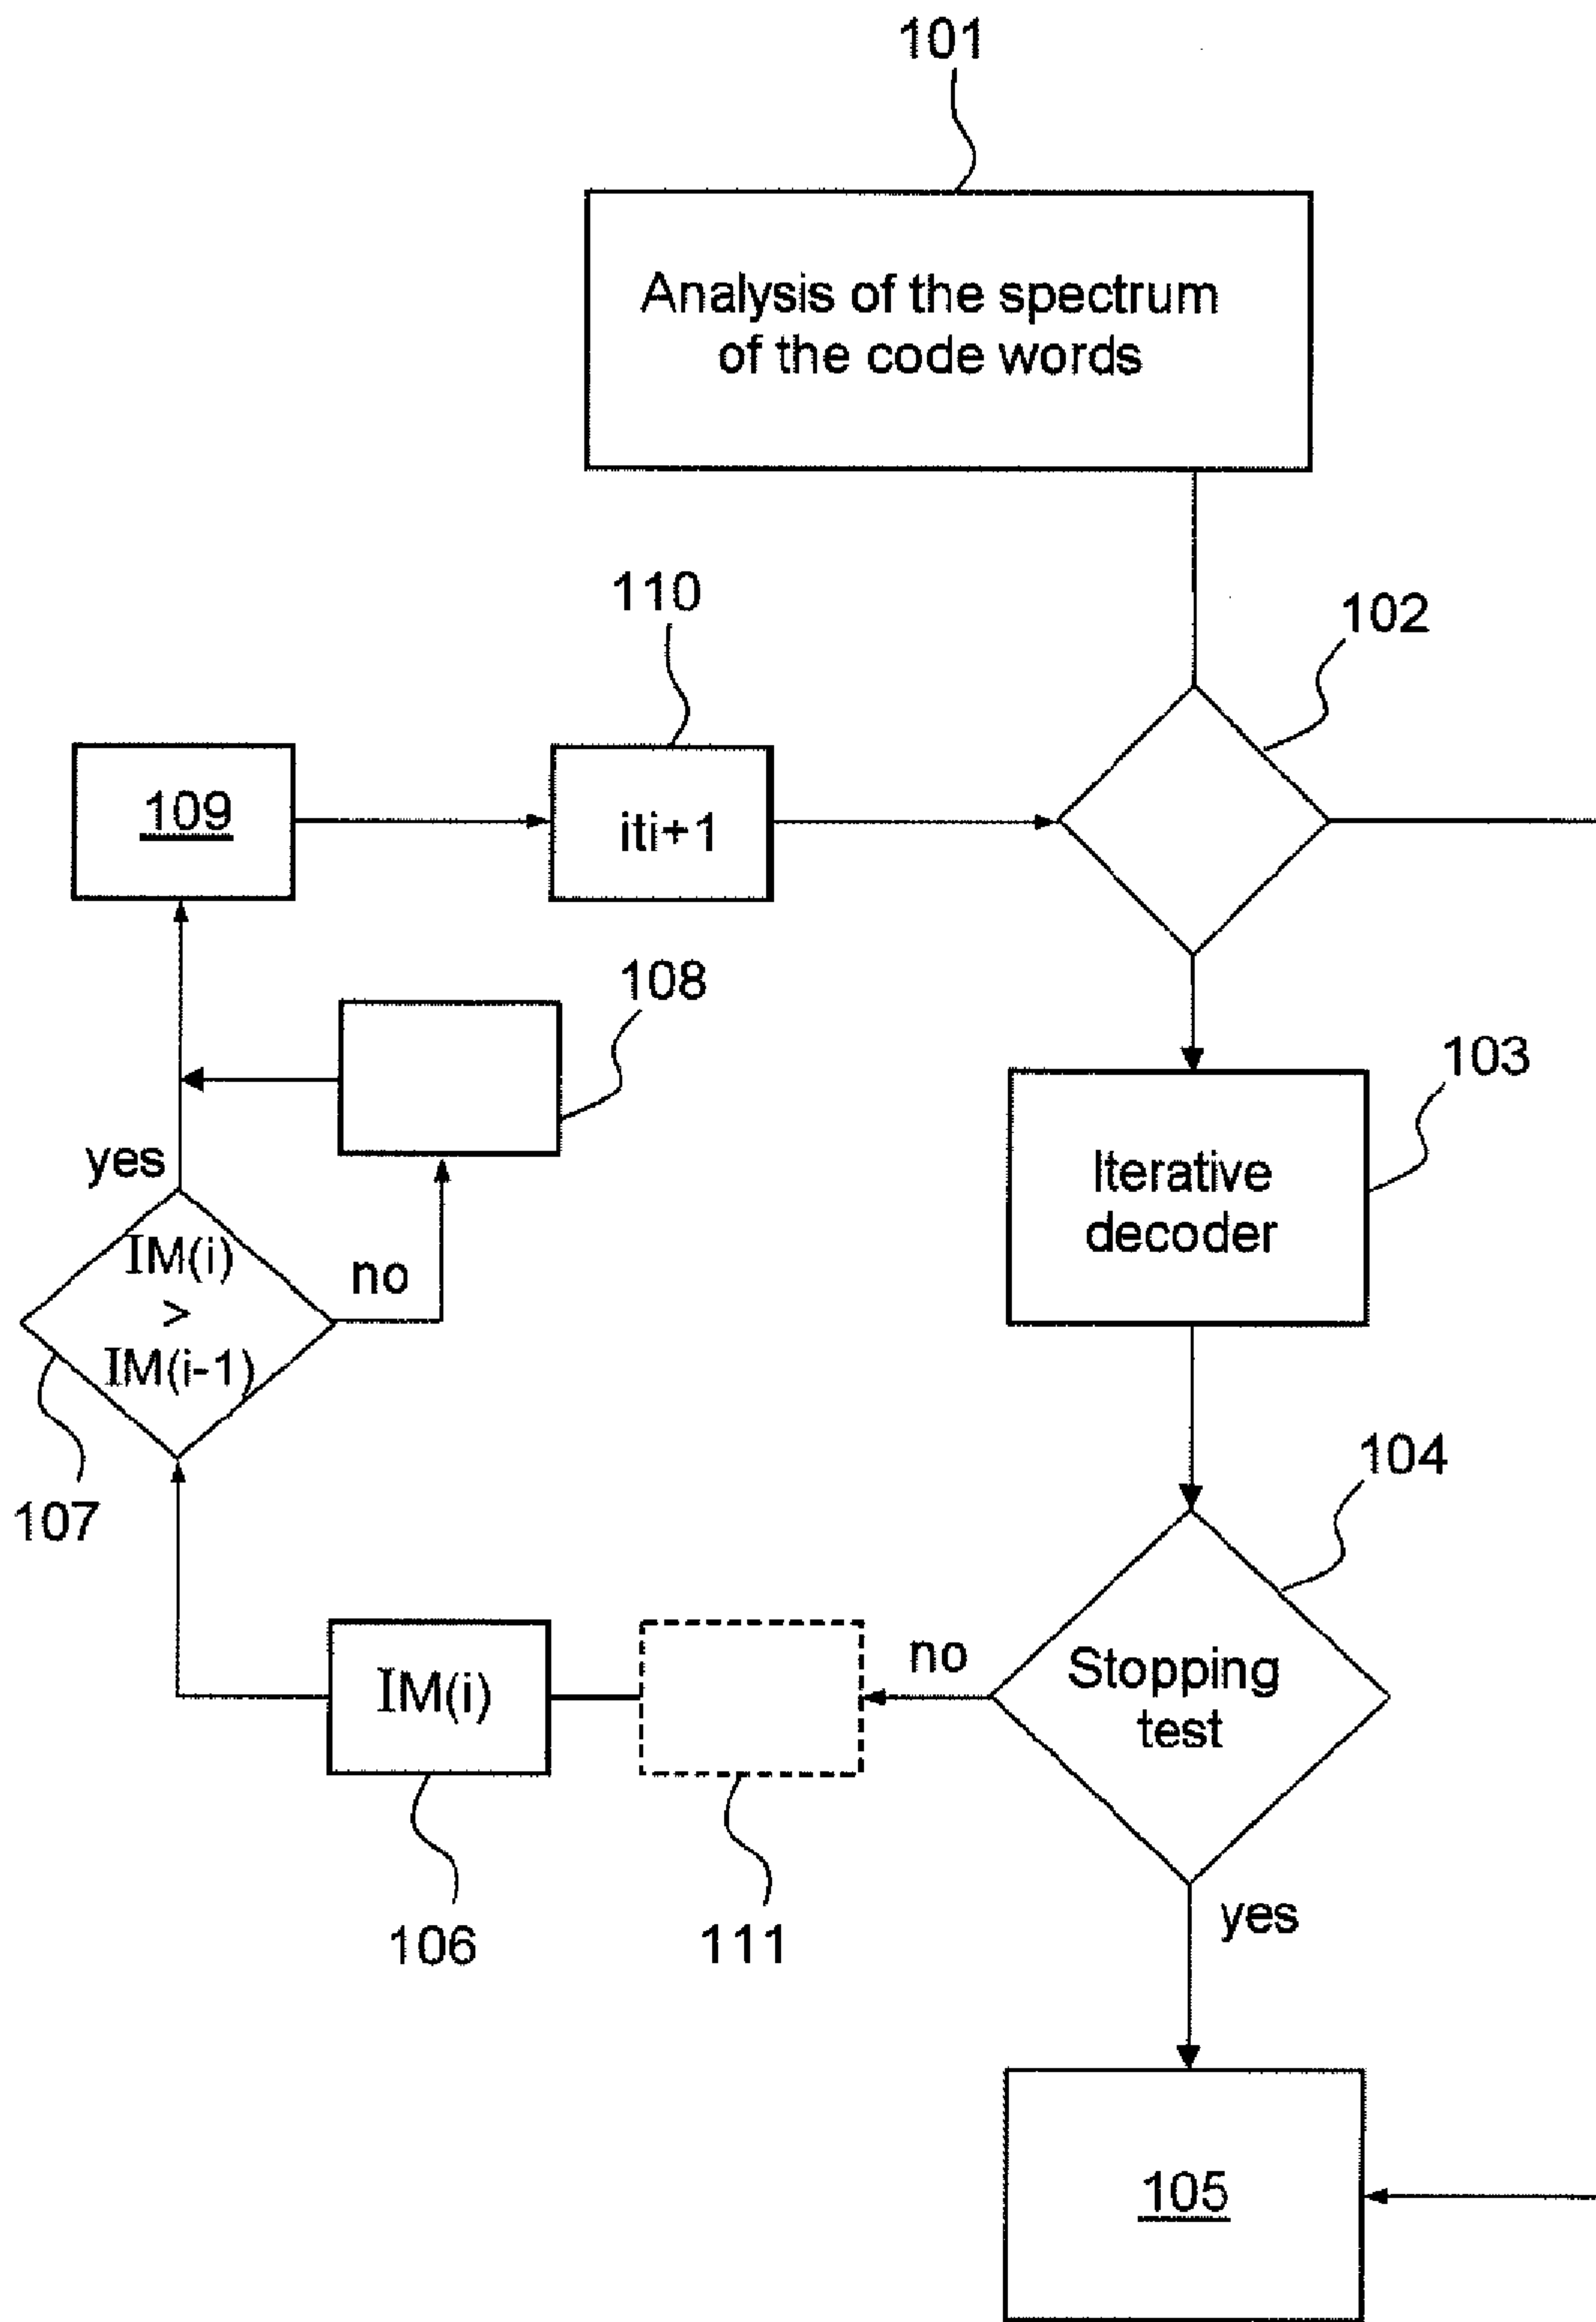 101
Analysis of the spectrum
of the code words
110
102
109
iti+1
108
103
yes
Iterative
decoder
IM(i)
>
IM(i-1)
no
104
107
no
Stopping
test
IM(i)
106
111
yes
105